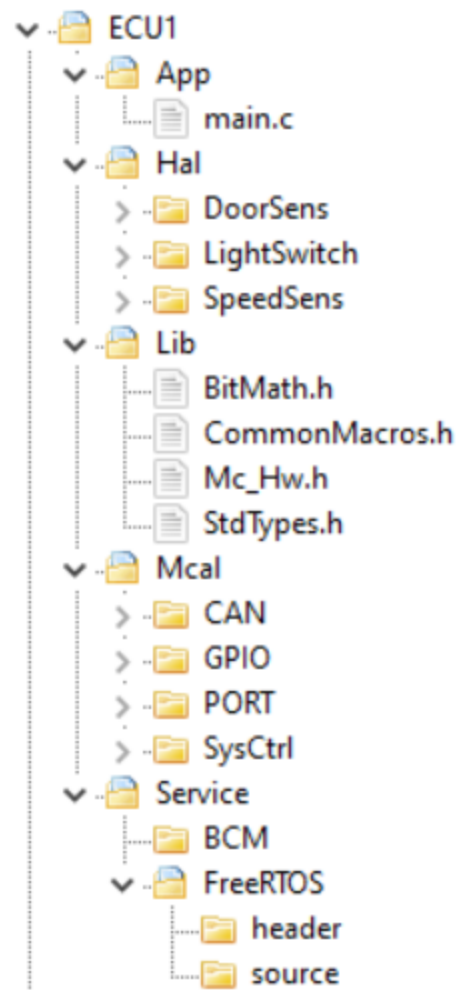 ECU1
App
main.c
Hal
DoorSens
LightSwitch
SpeedSens
Lib
BitMath.h
CommonMacros.h
Mc_Hw.h
StdTypes.h
Mcal
CAN
GPIO
PORT
SysCtrl
Service
BCM
FreeRTOS
header
source